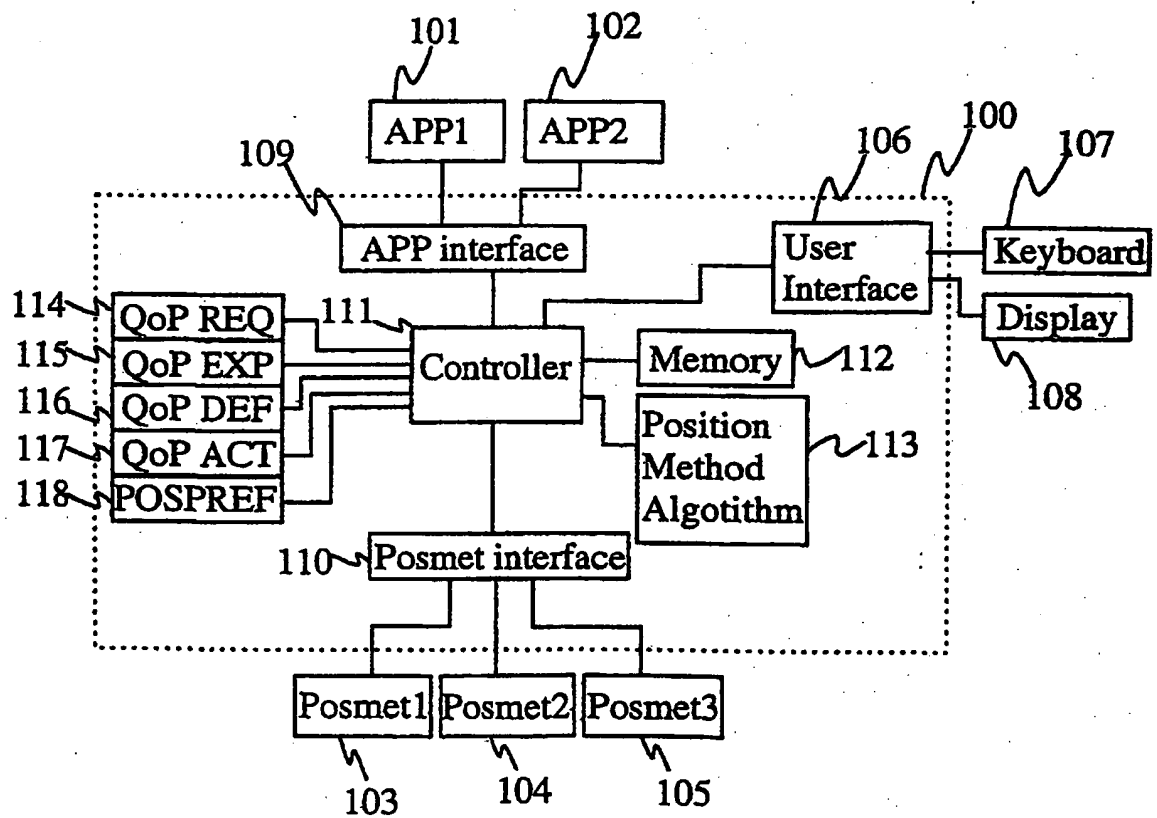 101
102
APP1
APP2
109
106
100
107
APP interface
User
Interface
Keyboard
Display
108
114
QoP REQ
111
115
QoP EXP
Controller
Memory
112
116
QoP DEF
117
QoP ACT
118
POSPREF
Position
Method
Algotithm
113
110
Posmet interface
Posmet1
Posmet2
Posmet3
103
104
105